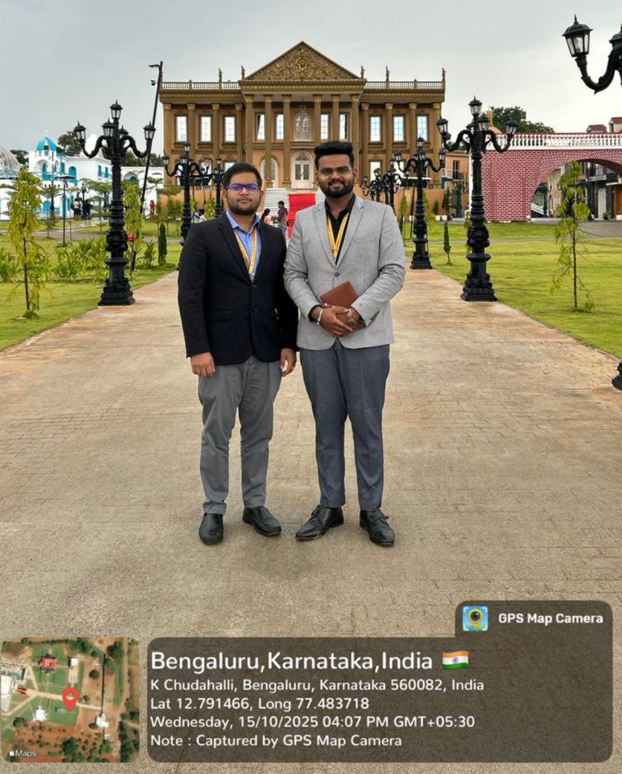 GPS Map Camera
Bengaluru,Karnataka,India
K Chudahalli, Bengaluru, Karnataka 560082, India
Lat 12.791466, Long 77.483718
Wednesday, 15/10/2025 04:07 PM GMT+05:30
Note : Captured by GPS Map Camera
Maps